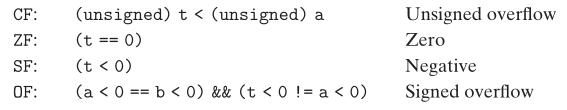 CF: (unsigned) t < (unsigned) a Unsigned overflow
ZF: (t == 0) Zero
SF: (t < 0) Negative
OF: (a < 0 == b < 0) && (t < 0 != a < 0) Signed overflow